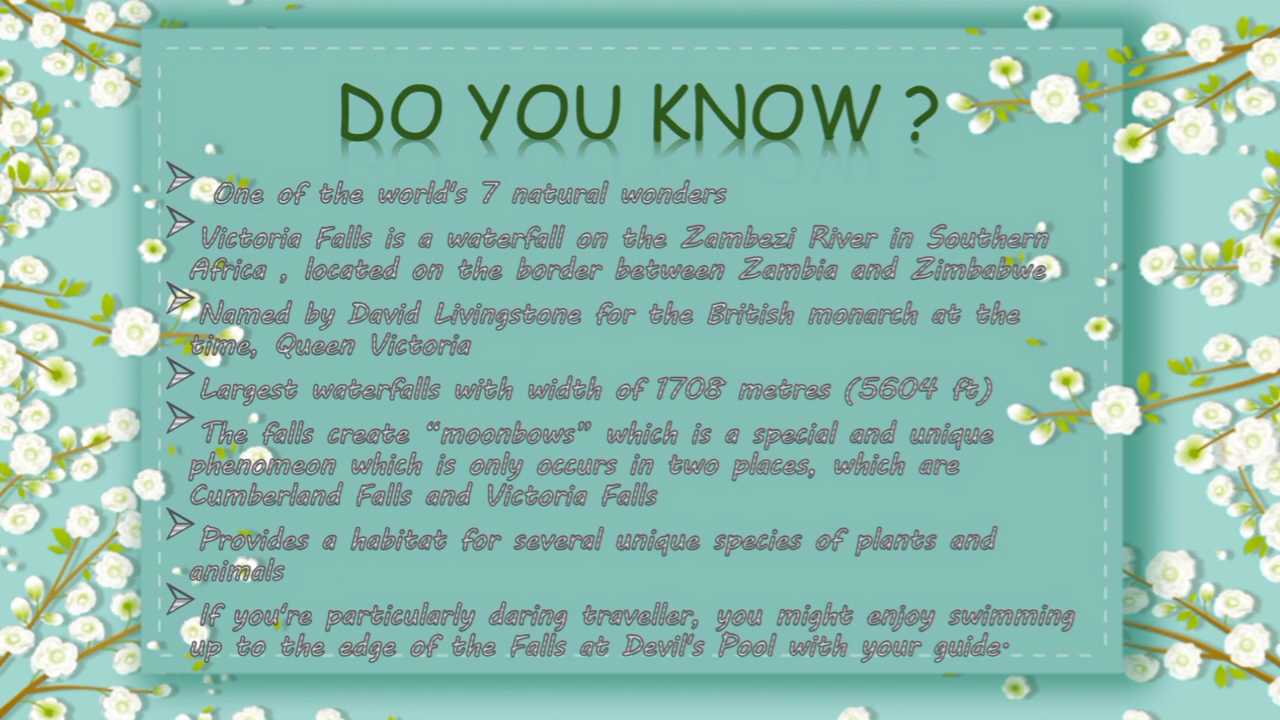 DO YOU KNOW ?
One of the world's 7 natural wonders
Victoria Falls is a waterfall on the Zambezi River in Southern
Africa , located on the border between Zambia and Zimbabwe
Named by David Livingstone for the British monarch at the
time, Queen Victoria
Largest waterfalls with width of 1708 metres (5604 ft)
The falls create “moonbows” which is a special and unique
phenomeon which is only occurs in two places, which are
Cumberland Falls and Victoria Falls
Provides a habitat for several unique species of plants and
animals
If you're particularly daring traveller, you might enjoy swimming
up to the edge of the Falls at Devil's Pool with your guide.